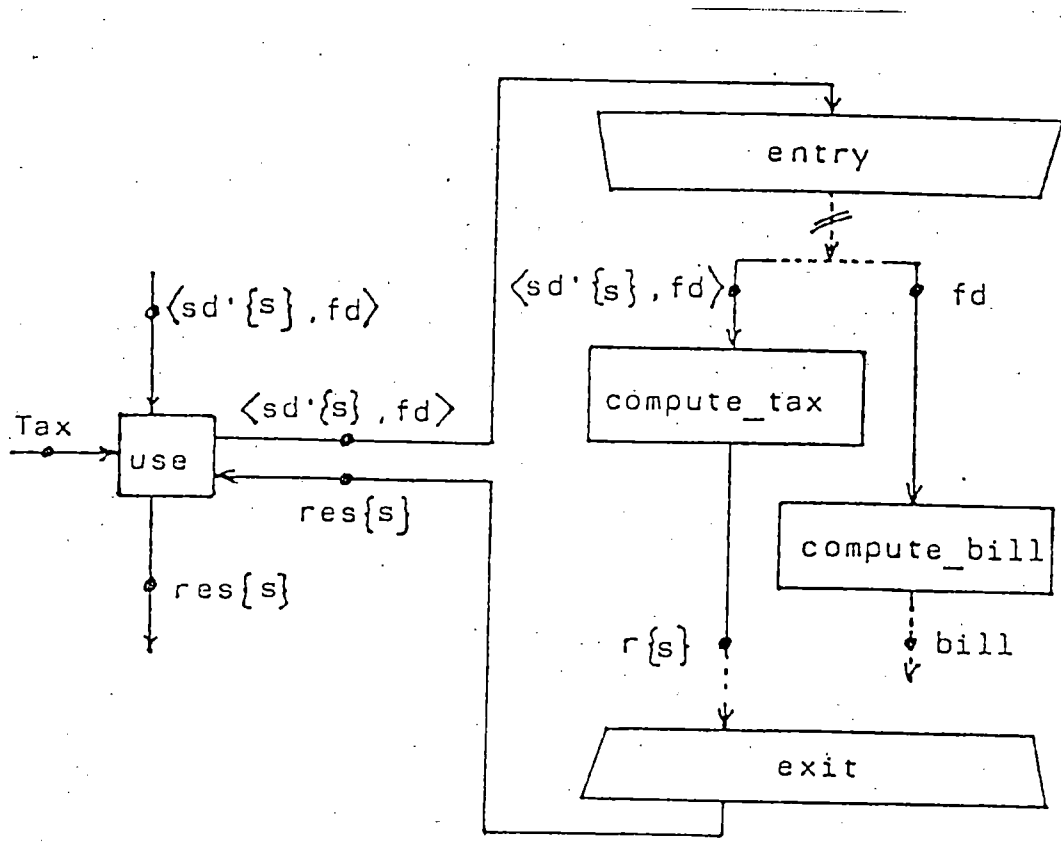 entry
⟨sd'{s},fd⟩
fd
⟨sd'{s},fd⟩
compute_tax
⟨sd'{s},fd⟩
Tax
use
res{s}
compute_bill
res{s}
r{s}
bill
exit